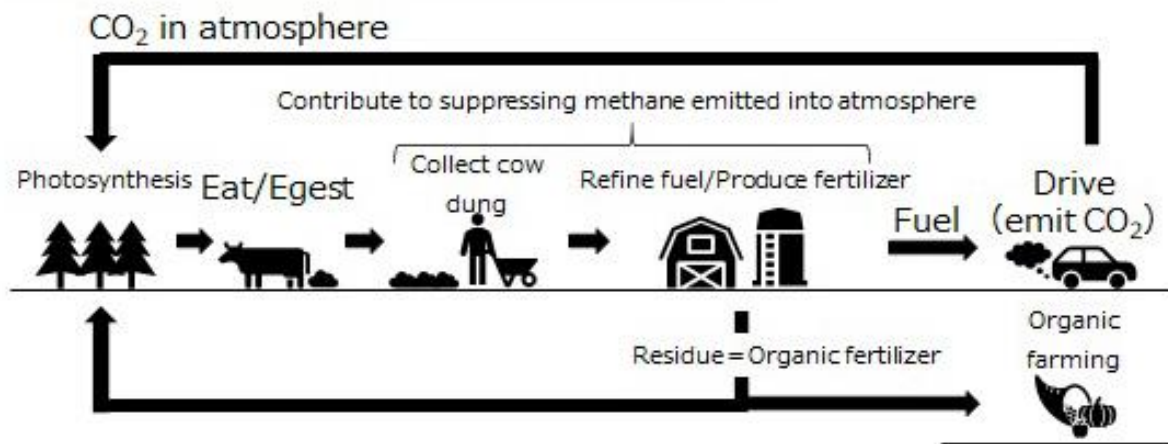 CO₂ in atmosphere
Contribute to suppressing methane emitted into atmosphere
Photosynthesis
Eat/Egest
Collect cow
dung
Refine fuel/Produce fertilizer
Fuel
Drive
(emit CO₂)
Residue=Organic fertilizer
Organic
farming